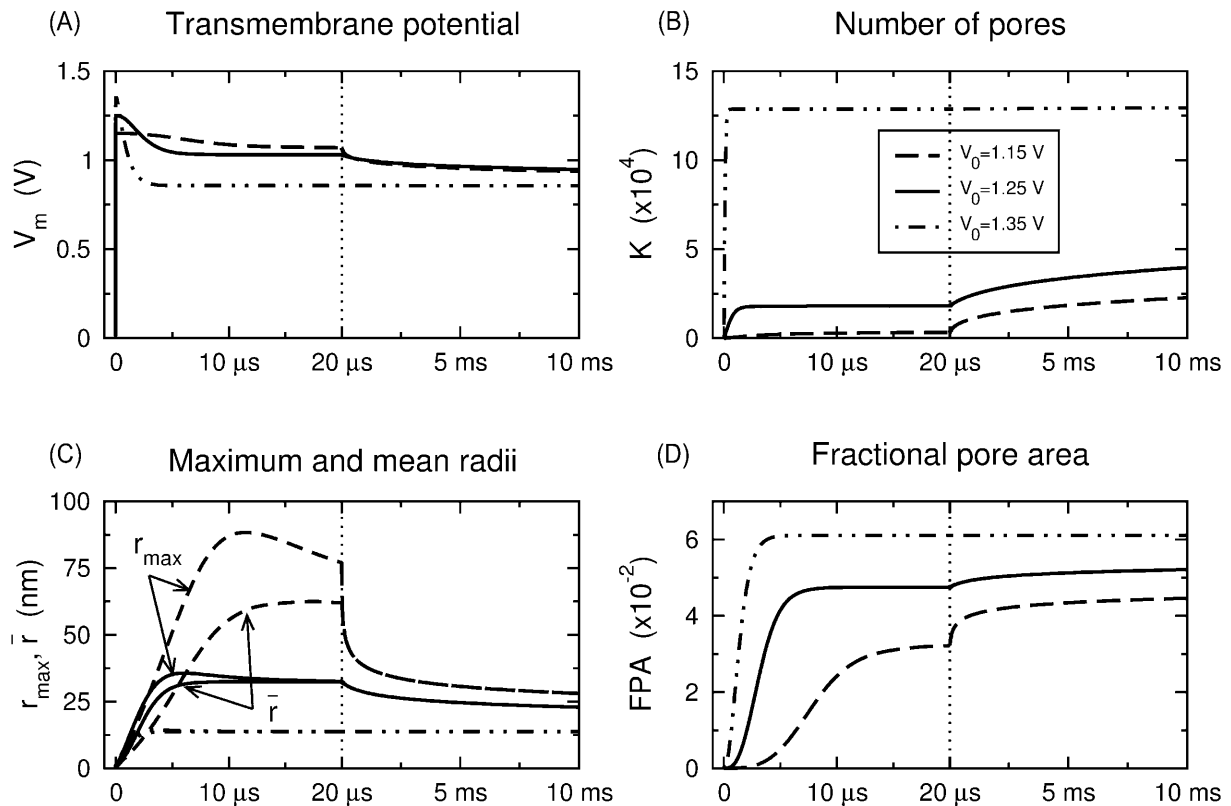 (A) Transmembrane potential
1.5
1
0.5
0
V_m (V)
0 10 μs 20 μs 5 ms 10 ms
(B) Number of pores
15
10
5
0
K (x10^4)
V_0=1.15 V
V_0=1.25 V
V_0=1.35 V
0 10 μs 20 μs 5 ms 10 ms
(C) Maximum and mean radii
100
75
50
25
0
r_max, r̄ (nm)
r_max
r̄
0 10 μs 20 μs 5 ms 10 ms
(D) Fractional pore area
6
4
2
0
FPA (x10^-2)
0 10 μs 20 μs 5 ms 10 ms